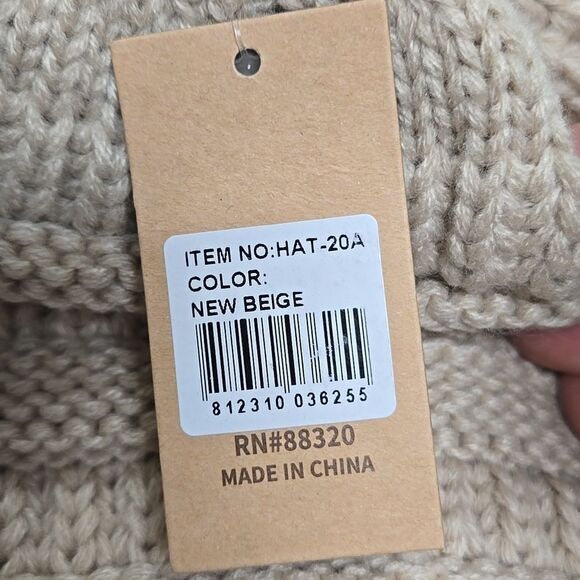 ITEM NO:HAT-20A
COLOR:
NEW BEIGE
812310 036255
RN#88320
MADE IN CHINA